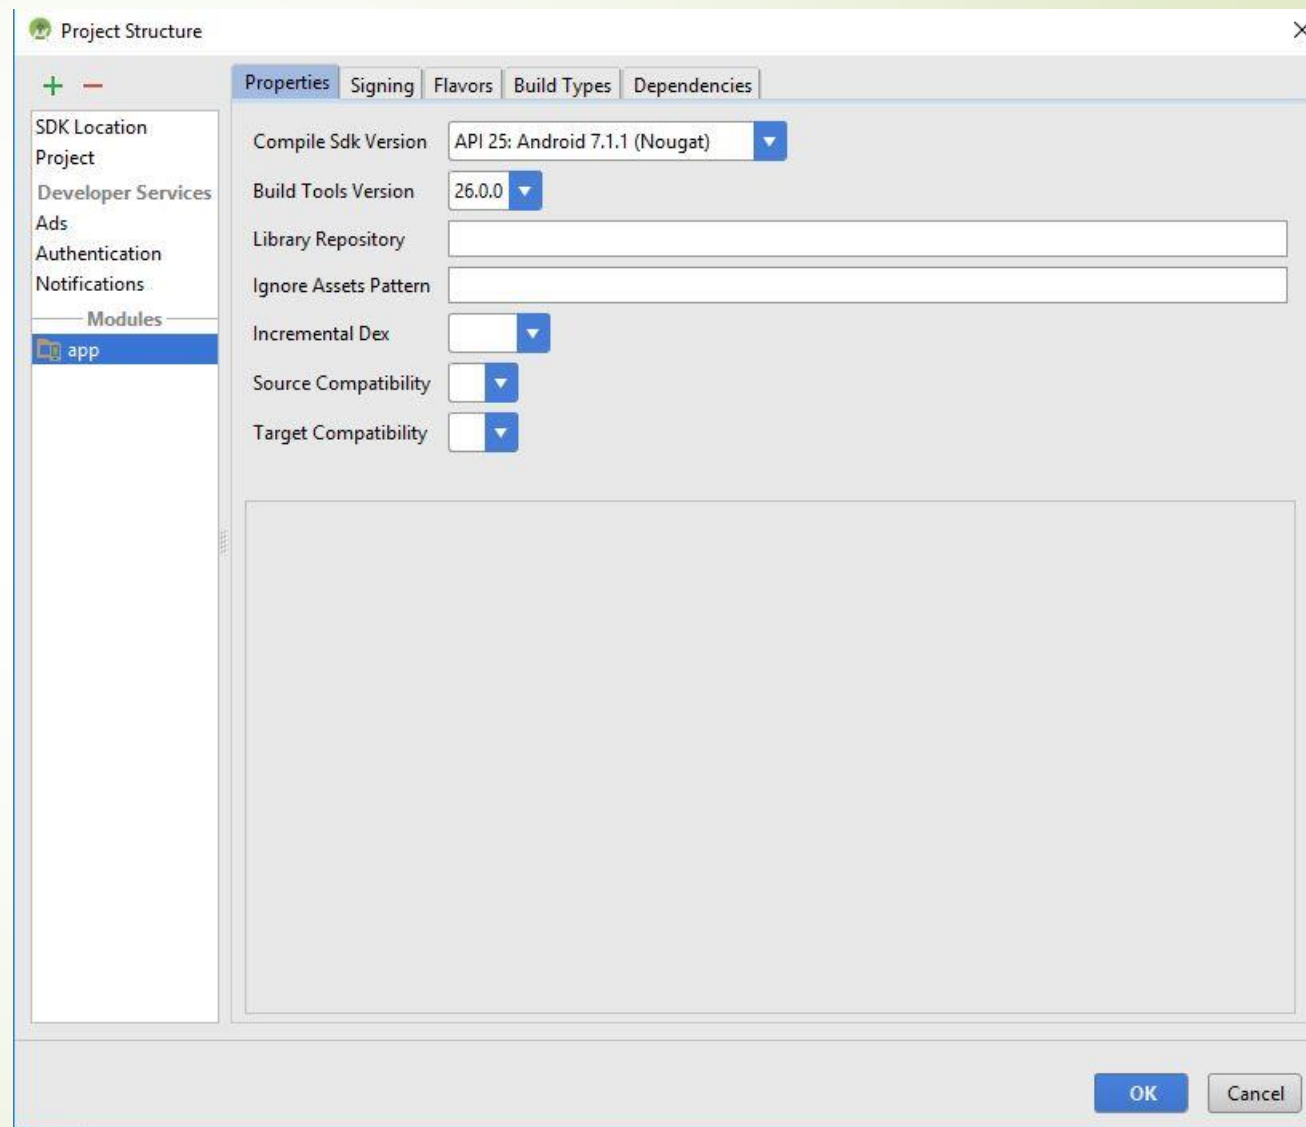 Project Structure
Properties Signing Flavors Build Types Dependencies
SDK Location
Project
Developer Services
Ads
Authentication
Notifications
Modules
app
Compile Sdk Version API 25: Android 7.1.1 (Nougat)
Build Tools Version 26.0.0
Library Repository
Ignore Assets Pattern
Incremental Dex
Source Compatibility
Target Compatibility
OK Cancel